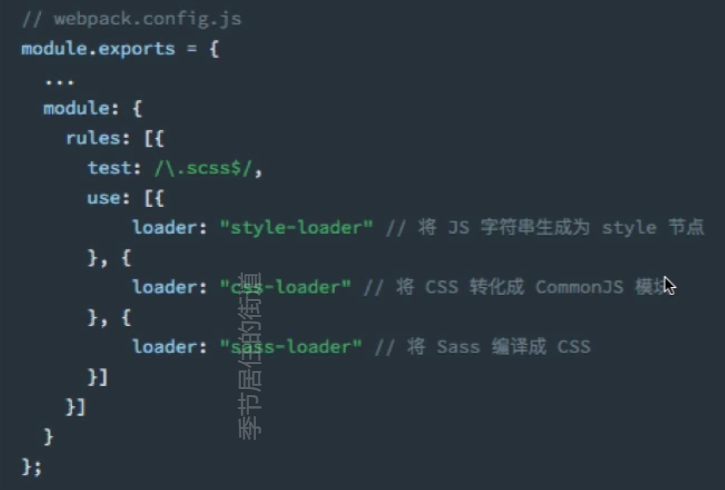 // webpack.config.js
module.exports = {
  ...
  module: {
    rules: [{
      test: /\.scss$/,
      use: [{
          loader: "style-loader" // 将 JS 字符串生成为 style 节点
      }, {
          loader: "css-loader" // 将 CSS 转化成 CommonJS 模块
      }, {
          loader: "sass-loader" // 将 Sass 编译成 CSS
      }]
    }]
  }
};
季节居住的街道